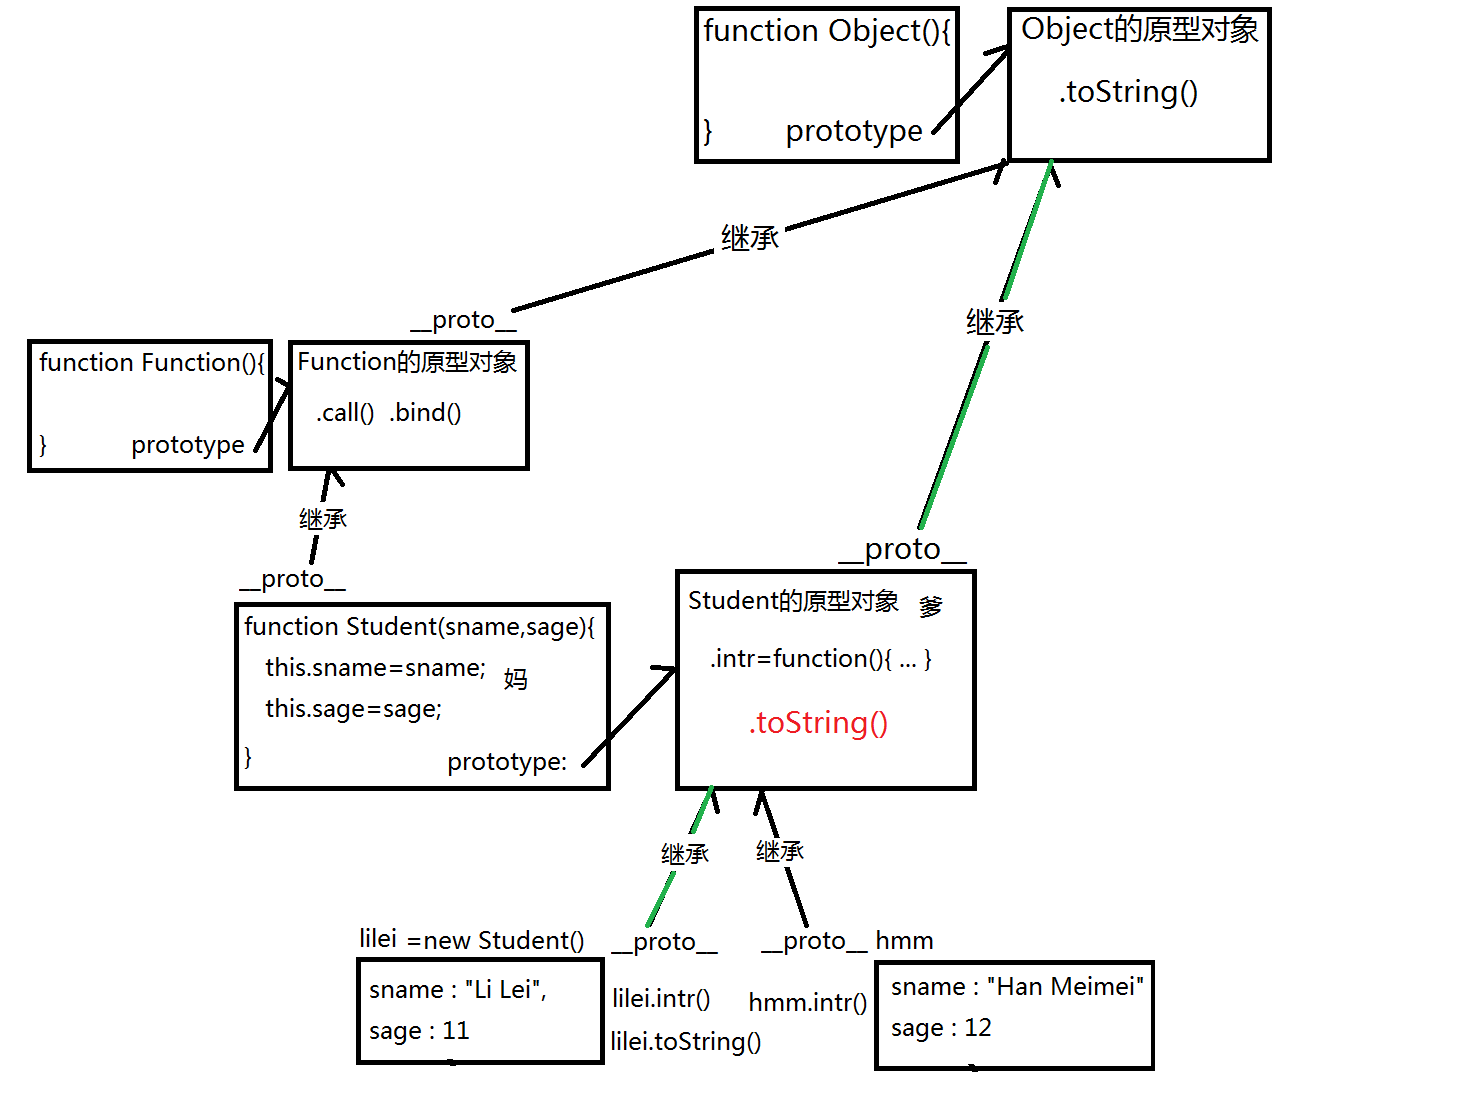 function Object(){
}
prototype
Object的原型对象
.toString()
继承
__proto__
function Function(){
}
prototype
Function的原型对象
.call() .bind()
继承
继承
__proto__
__proto__
function Student(sname,sage){
this.sname=sname;
妈
this.sage=sage;
}
prototype:
Student的原型对象 爹
.intr=function(){ ... }
.toString()
继承
继承
lilei =new Student()
__proto__
__proto__ hmm
sname : "Li Lei",
sage : 11
lilei.intr()
lilei.toString()
hmm.intr()
sname : "Han Meimei"
sage : 12